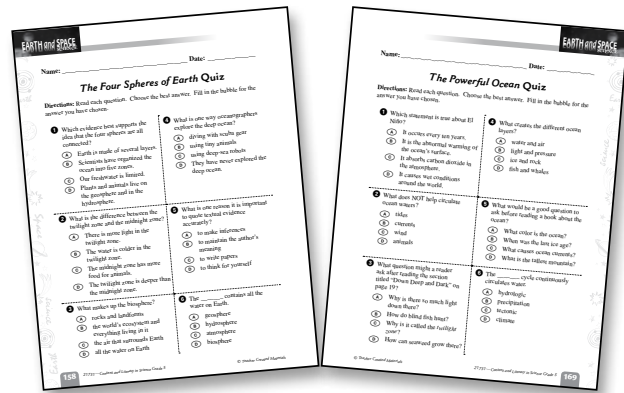 EARTH and SPACE
SCIENCE
Name: Date:
The Four Spheres of Earth Quiz
Directions: Read each question. Choose the best answer. Fill in the bubble for the
answer you have chosen.
1 Which evidence best supports the
idea that the four spheres are all
connected?
A Earth is made of several layers.
B Scientists have organized the
ocean into five zones.
C Our freshwater is limited.
D Plants and animals live on
the geosphere and in the
hydrosphere.
2 What is the difference between the
twilight zone and the midnight zone?
A There is more light in the
twilight zone.
B The water is colder in the
twilight zone.
C The midnight zone has more
food for animals.
D The twilight zone is deeper than
the midnight zone.
3 What makes up the biosphere?
A rocks and landforms
B the world's ecosystem and
everything living in it
C the air that surrounds Earth
D all the water on Earth
4 What is one way oceanographers
explore the deep ocean?
A diving with scuba gear
B using tiny animals
C using deep-sea robots
D They have never explored the
deep ocean.
5 What is one reason it is important
to quote textual evidence
accurately?
A to make inferences
B to maintain the author's
meaning
C to write papers
D to think for yourself
6 The ______ contains all the
water on Earth.
A geosphere
B hydrosphere
C atmosphere
D biosphere
158
© Teacher Created Materials
EARTH and SPACE
SCIENCE
Name: Date:
The Powerful Ocean Quiz
Directions: Read each question. Choose the best answer. Fill in the bubble for the
answer you have chosen.
1 Which statement is true about El
Niño?
A It occurs every ten years.
B It is the abnormal warming of
the ocean's surface.
C It absorbs carbon dioxide in
the atmosphere.
D It causes wet conditions
around the world.
2 What does NOT help circulate
ocean waters?
A tides
B currents
C wind
D animals
3 What question might a reader
ask after reading the section
titled "Down Deep and Dark" on
page 19?
A Why is there so much light
down there?
B How do blind fish hunt?
C Why is it called the twilight
zone?
D How can seaweed grow there?
4 What creates the different ocean
layers?
A water and air
B light and pressure
C ice and rock
D fish and whales
5 What would be a good question to
ask before reading a book about the
ocean?
A What color is the ocean?
B When was the last ice age?
C What causes ocean currents?
D What is the tallest mountain?
6 The ______ cycle continuously
circulates water.
A hydrologic
B precipitation
C tectonic
D climate
© Teacher Created Materials
169